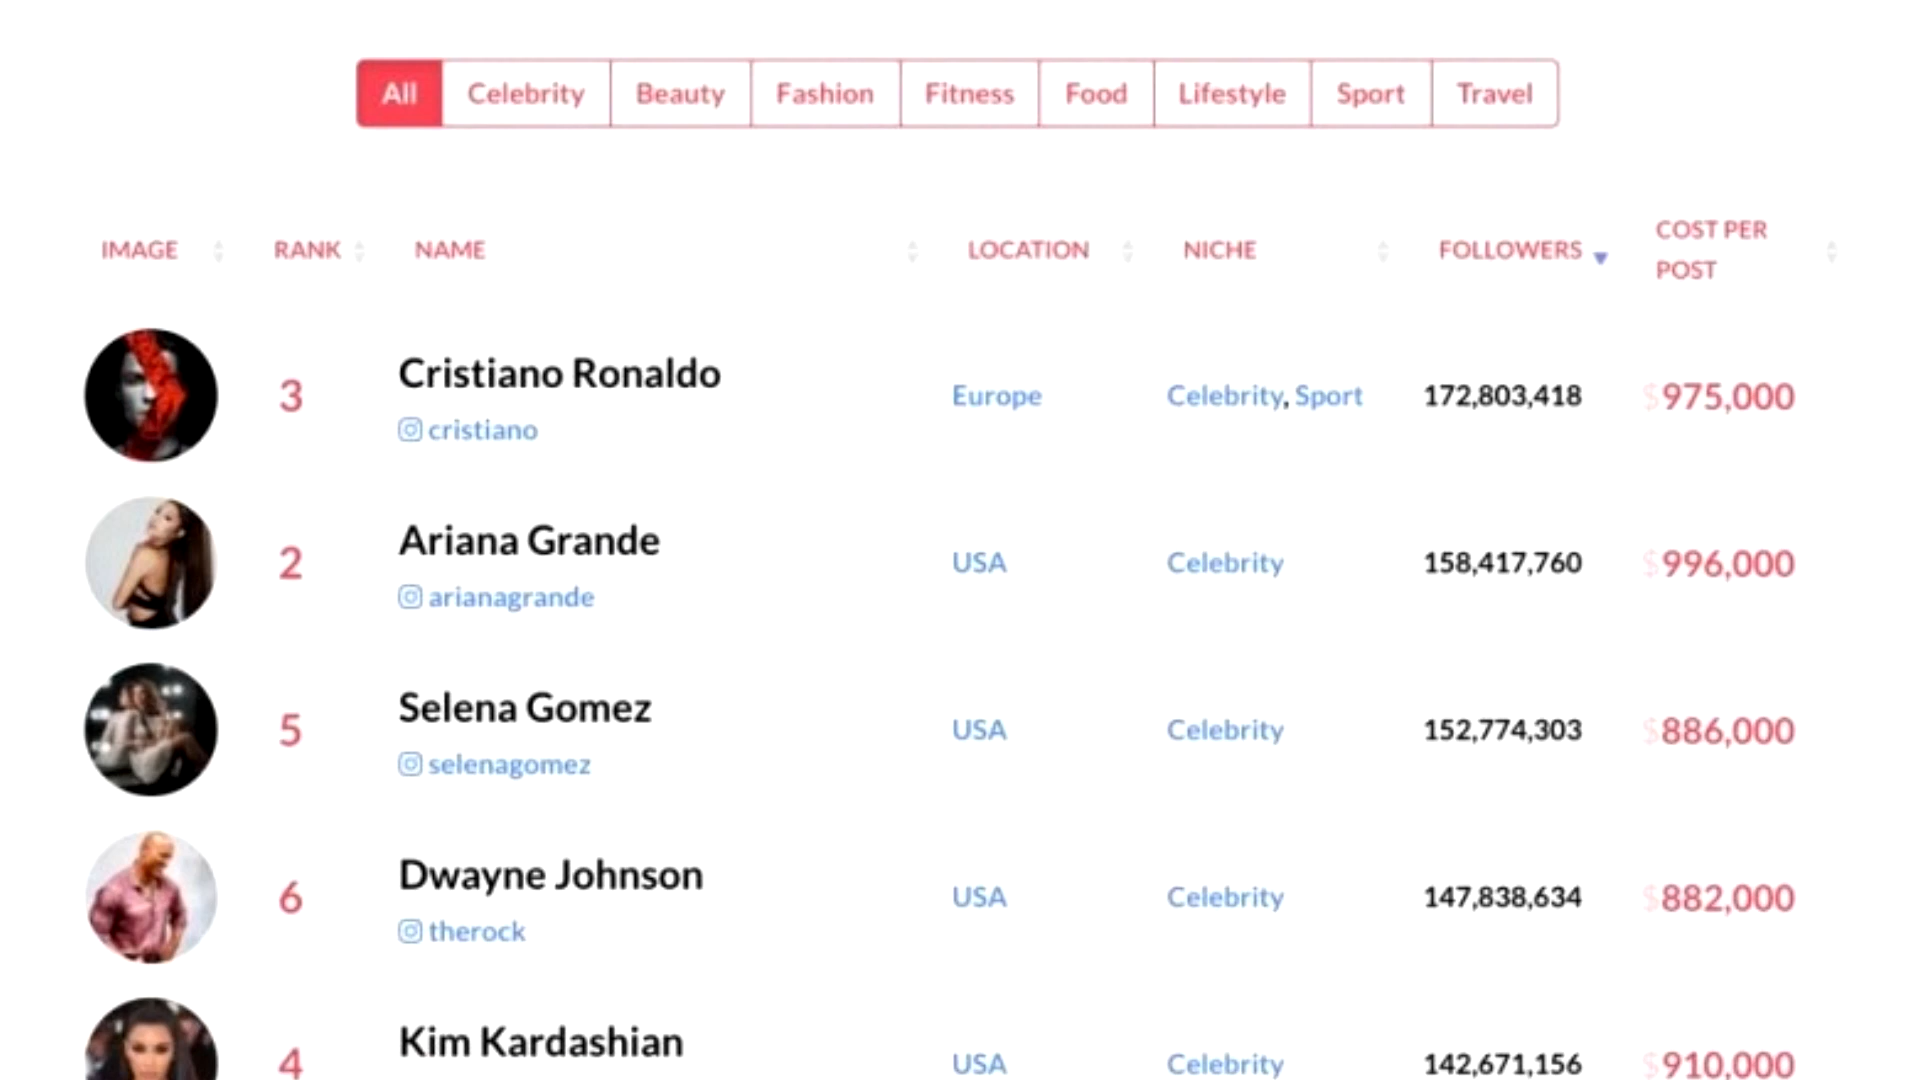 All Celebrity Beauty Fashion Fitness Food Lifestyle Sport Travel
IMAGE RANK NAME LOCATION NICHE FOLLOWERS COST PER POST
3 Cristiano Ronaldo Europe Celebrity, Sport 172,803,418 $975,000
cristiano
2 Ariana Grande USA Celebrity 158,417,760 $996,000
arianagrande
5 Selena Gomez USA Celebrity 152,774,303 $886,000
selenagomez
6 Dwayne Johnson USA Celebrity 147,838,634 $882,000
therock
4 Kim Kardashian USA Celebrity 142,671,156 $910,000